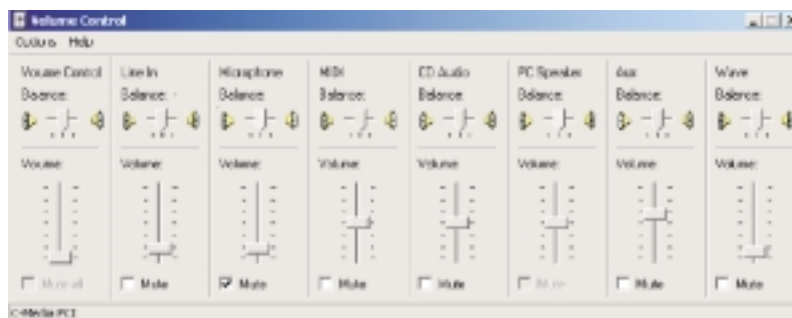 Volume Control
Options Help
Volume Control Line In Microphone MIDI CD Audio PC Speaker Aux Wave
Balance: Balance: Balance: Balance: Balance: Balance: Balance: Balance:
Volume: Volume: Volume: Volume: Volume: Volume: Volume: Volume:
Mute all Mute Mute Mute Mute Mute Mute Mute
C-Media PCI